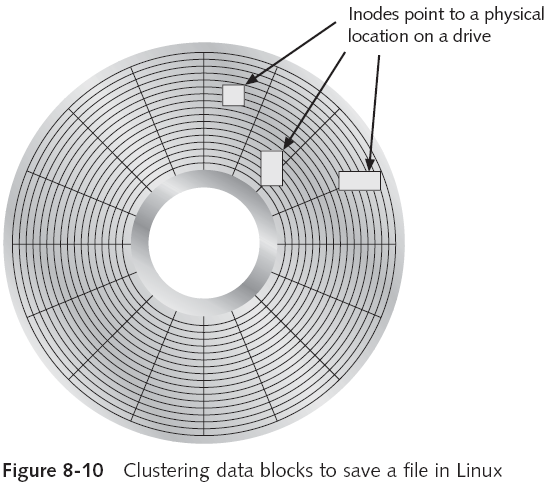 Inodes point to a physical
location on a drive
Figure 8-10 Clustering data blocks to save a file in Linux